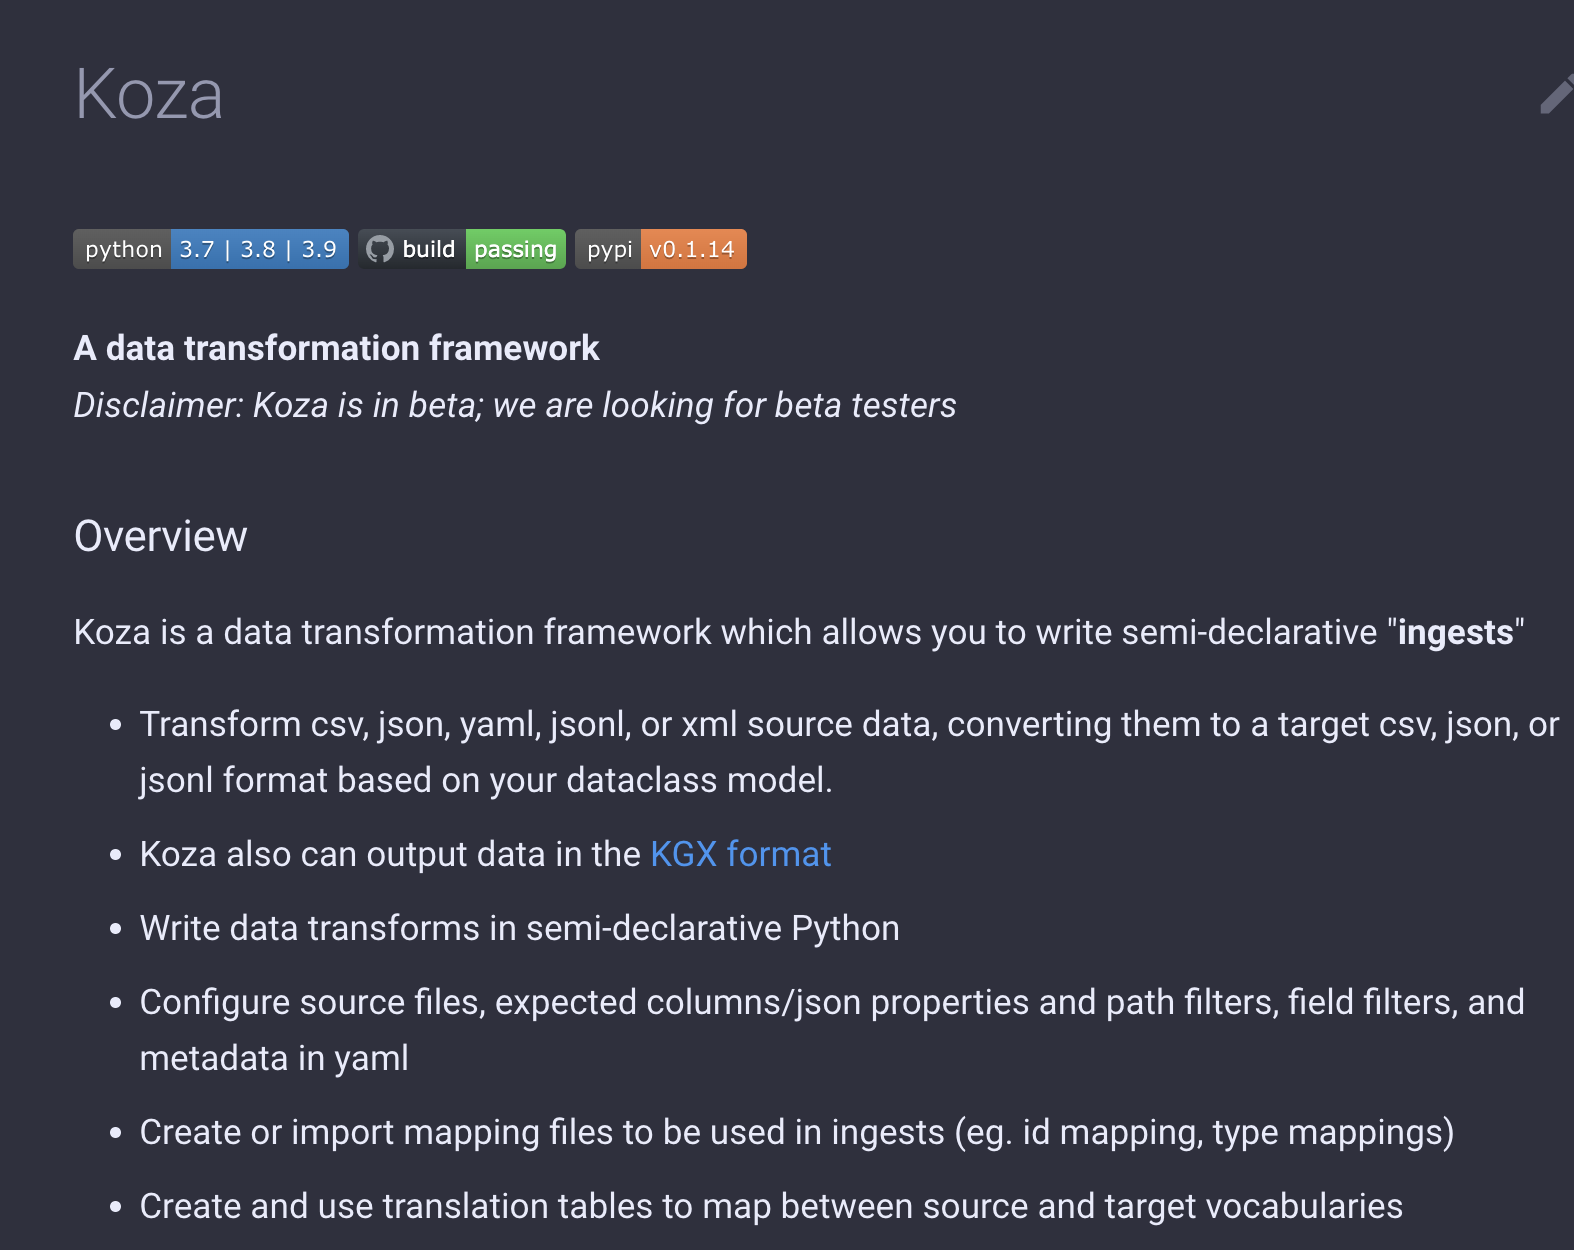 Koza
python 3.7 | 3.8 | 3.9 build passing pypi v0.1.14
A data transformation framework
Disclaimer: Koza is in beta; we are looking for beta testers
Overview
Koza is a data transformation framework which allows you to write semi-declarative "ingests"
• Transform csv, json, yaml, jsonl, or xml source data, converting them to a target csv, json, or
jsonl format based on your dataclass model.
• Koza also can output data in the KGX format
• Write data transforms in semi-declarative Python
• Configure source files, expected columns/json properties and path filters, field filters, and
metadata in yaml
• Create or import mapping files to be used in ingests (eg. id mapping, type mappings)
• Create and use translation tables to map between source and target vocabularies